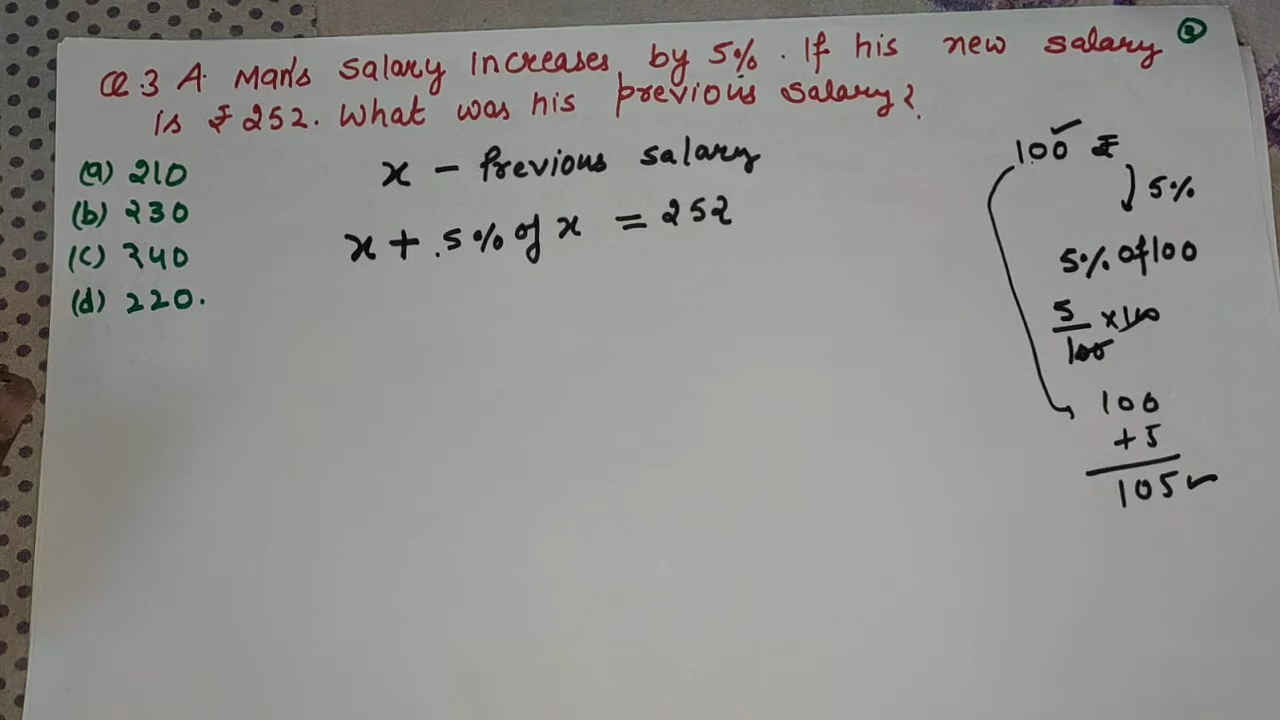 Q.3 A Man's salary increases by 5%. If his new salary
is ₹ 252. What was his previous salary?
(a) 210
(b) 230
(c) 240
(d) 220.
x - Previous salary
x + 5% of x = 252
3
100 ₹
5%
5% of 100
5/100 x 100
100
+5
105